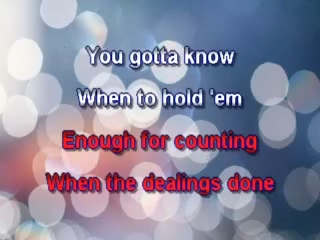 You gotta know
When to hold 'em
Enough for counting
When the dealings done